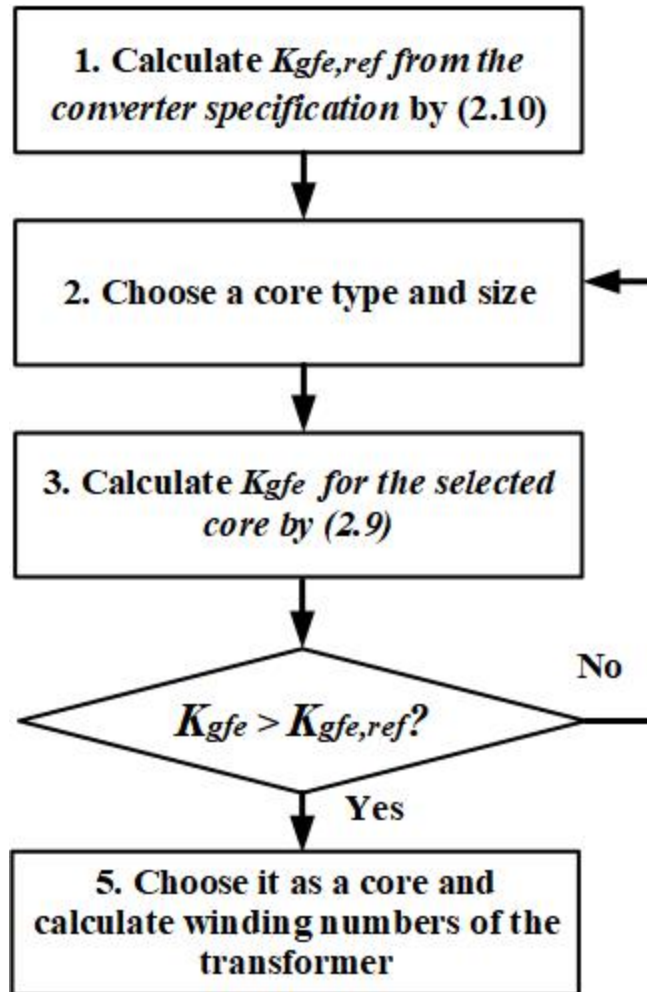 1. Calculate Kgfe,ref from the
converter specification by (2.10)
2. Choose a core type and size
3. Calculate Kgfe for the selected
core by (2.9)
No
Kgfe > Kgfe,ref?
Yes
5. Choose it as a core and
calculate winding numbers of the
transformer